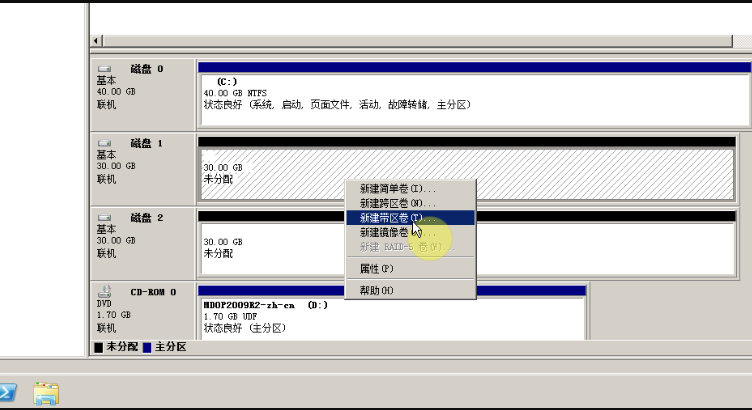 磁盘 0
基本
40.00 GB
联机
(C:)
40.00 GB NTFS
状态良好 (系统, 启动, 页面文件, 活动, 故障转储, 主分区)
磁盘 1
基本
30.00 GB
联机
30.00 GB
未分配
新建简单卷(I)...
新建跨区卷(N)...
新建带区卷(T)...
新建镜像卷
新建 RAID-5 卷(W)...
属性(P)
帮助(H)
磁盘 2
基本
30.00 GB
联机
30.00 GB
未分配
CD-ROM 0
DVD
1.70 GB
联机
MDOP2009R2-zh-cn (D:)
1.70 GB UDF
状态良好 (主分区)
未分配 主分区